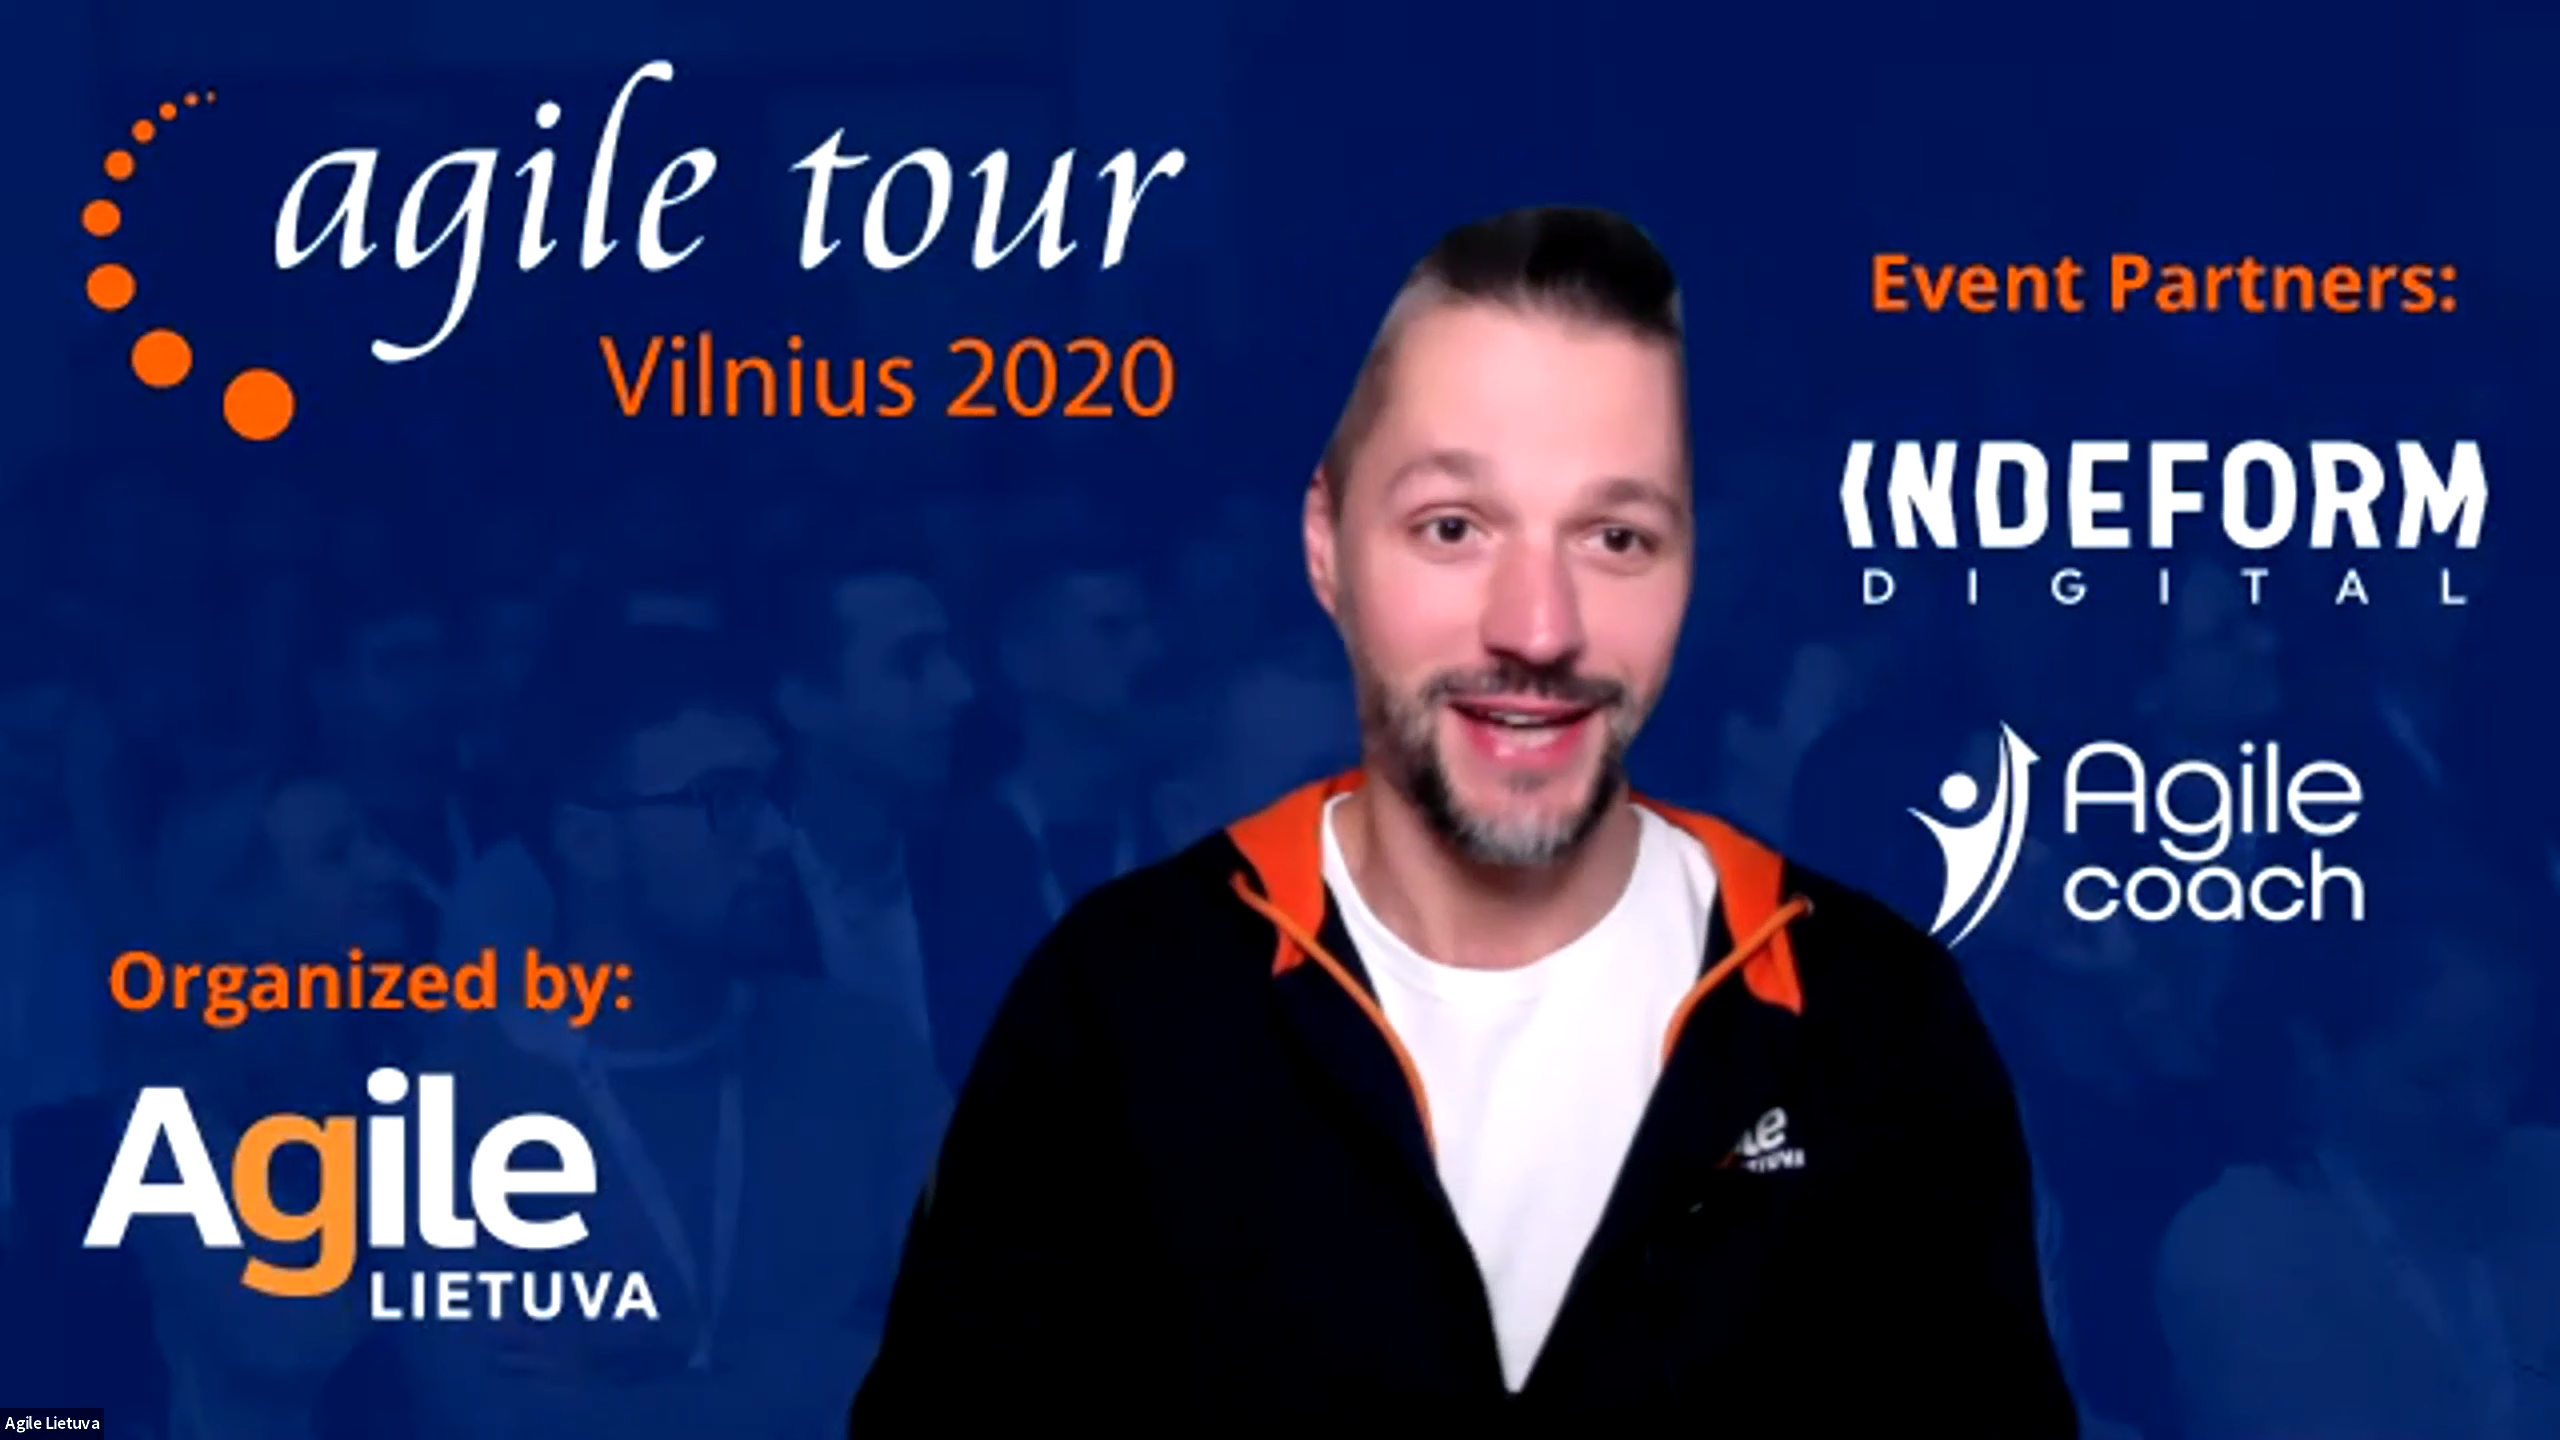 agile tour
Vilnius 2020
Event Partners:
INDEFORM
DIGITAL
Agile
coach
Organized by:
Agile
LIETUVA
Agile Lietuva